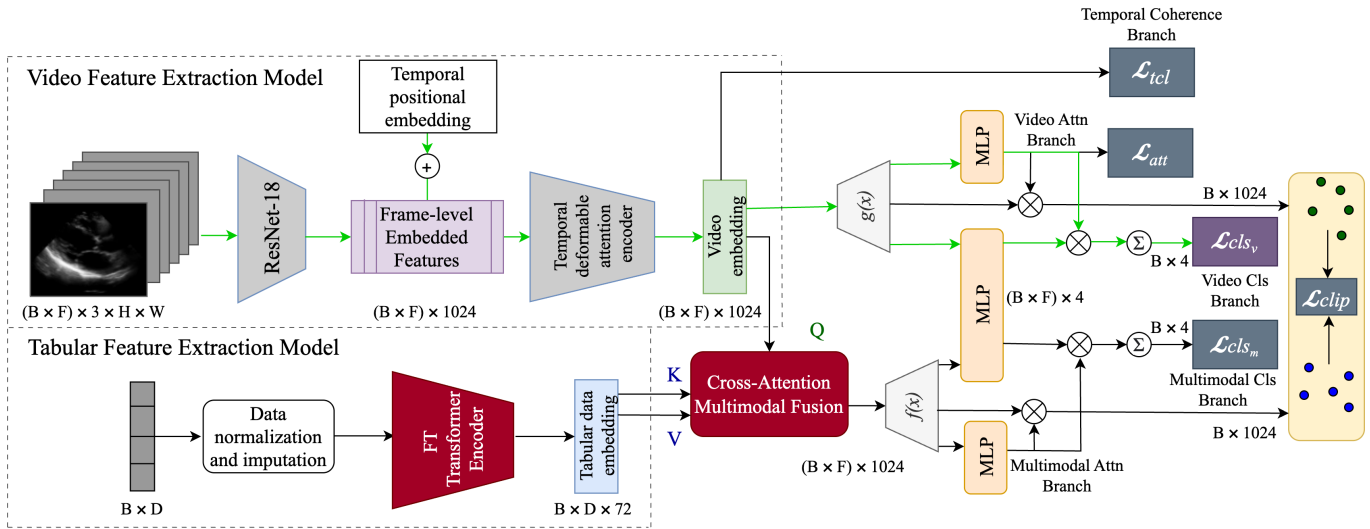 Temporal Coherence
Branch
𝓛tcl
Video Feature Extraction Model
Temporal
positional
embedding
+
ResNet-18
Frame-level
Embedded
Features
Temporal
deformable
attention
encoder
Video
embedding
(B × F) × 3 × H × W
(B × F) × 1024
(B × F) × 1024
g(x)
MLP
Video Attn
Branch
𝓛att
B × 1024
MLP
Σ
B × 4
𝓛clsᵥ
Video Cls
Branch
(B × F) × 4
𝓛clip
Tabular Feature Extraction Model
B × D
Data
normalization
and imputation
FT
Transformer
Encoder
Tabular data
embedding
B × D × 72
Q
K
V
Cross-Attention
Multimodal Fusion
(B × F) × 1024
f(x)
MLP
Multimodal Attn
Branch
Σ
B × 4
𝓛clsₘ
Multimodal Cls
Branch
B × 1024